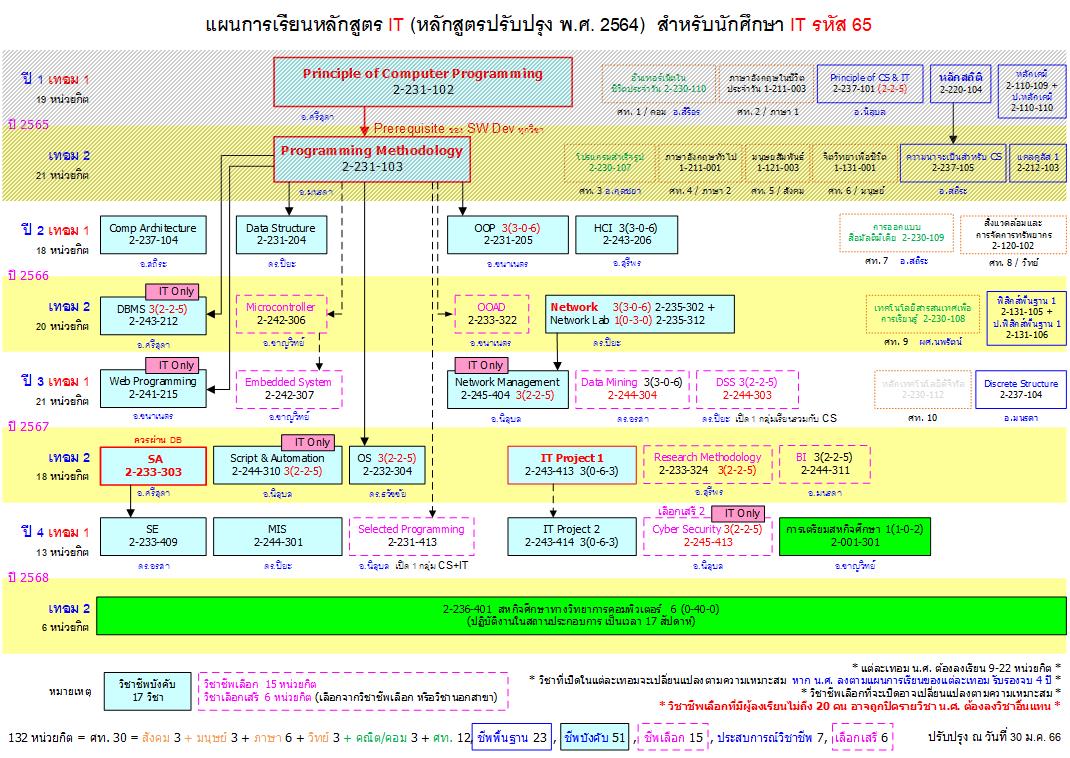 แผนการเรียนหลักสูตร IT (หลักสูตรปรับปรุง พ.ศ. 2564) สำหรับนักศึกษา IT รหัส 65
ปี 1 เทอม 1
19 หน่วยกิต
Principle of Computer Programming
2-231-102
อ.ศรีสุดา
อินเทอร์เน็ตใน
ชีวิตประจำวัน 2-230-110
ศท. 1 / คอม อ.สิรีธร
ภาษาอังกฤษในชีวิต
ประจำวัน 1-211-003
ศท. 2 / ภาษา 1
Principle of CS & IT
2-237-101 (2-2-5)
อ.นิสุบล
หลักสถิติ
2-220-104
หลักเคมี
2-110-109 +
ป.หลักเคมี
2-110-110
ปี 2565
Prerequisite ของ SW Dev ทุกวิชา
เทอม 2
21 หน่วยกิต
Programming Methodology
2-231-103
อ.มนรดา
โปรแกรมสำเร็จรูป
2-230-107
ศท. 3
ภาษาอังกฤษทั่วไป
1-211-001
ศท. 4 / ภาษา 2
มนุษยสัมพันธ์
1-121-003
ศท. 5 / สังคม
จิตวิทยาเพื่อชีวิต
1-131-001
ศท. 6 / มนุษย์
ความน่าจะเป็นสำหรับ CS
2-237-105
อ.สถิระ
แคลคูลัส 1
2-212-103
ปี 2 เทอม 1
18 หน่วยกิต
Comp Architecture
2-237-104
อ.สถิระ
Data Structure
2-231-204
ดร.ปิยะ
OOP 3(3-0-6)
2-231-205
อ.ชนาเนตร
HCI 3(3-0-6)
2-243-206
อ.สุรีพร
การออกแบบ
สื่อมัลติมีเดีย 2-230-109
ศท. 7 อ.สถิระ
สิ่งแวดล้อมและ
การจัดการทรัพยากร
2-120-102
ศท. 8 / วิทย์
ปี 2566
เทอม 2
20 หน่วยกิต
IT Only
DBMS 3(2-2-5)
2-243-212
อ.ศรีสุดา
Microcontroller
2-242-306
อ.ชาญวิทย์
OOAD
2-233-322
อ.ชนาเนตร
Network 3(3-0-6) 2-235-302 +
Network Lab 1(0-3-0) 2-235-312
ดร.ปิยะ
เทคโนโลยีสารสนเทศเพื่อ
การเรียนรู้ 2-230-108
ศท. 9 ผศ.นพรัตน์
ฟิสิกส์พื้นฐาน 1
2-131-105 +
ป.ฟิสิกส์พื้นฐาน 1
2-131-106
ปี 3 เทอม 1
21 หน่วยกิต
IT Only
Web Programming
2-241-215
อ.ชนาเนตร
Embedded System
2-242-307
อ.ชาญวิทย์
IT Only
Network Management
2-245-404 3(2-2-5)
อ.นิสุบล
Data Mining 3(3-0-6)
2-244-304
ดร.อรสา
DSS 3(2-2-5)
2-244-303
ดร.ปิยะ เปิด 1 กลุ่มเรียนรวมกับ CS
หลักเทคโนโลยีดิจิทัล
2-230-112
ศท. 10
Discrete Structure
2-237-104
อ.มนรดา
ปี 2567
เทอม 2
18 หน่วยกิต
ควรผ่าน DB
SA
2-233-303
อ.ศรีสุดา
IT Only
Script & Automation
2-244-310 3(2-2-5)
อ.นิสุบล
OS 3(2-2-5)
2-232-304
ดร.ธวัชชัย
IT Project 1
2-243-413 3(0-6-3)
Research Methodology
2-233-324 3(2-2-5)
อ.สุรีพร
BI 3(2-2-5)
2-244-311
อ.มนรดา
ปี 4 เทอม 1
13 หน่วยกิต
SE
2-233-409
ดร.อรสา
MIS
2-244-301
ดร.ปิยะ
Selected Programming
2-231-413
อ.นิสุบล เปิด 1 กลุ่ม CS+IT
IT Project 2
2-243-414 3(0-6-3)
เลือกเสรี 2
IT Only
Cyber Security 3(2-2-5)
2-245-413
อ.นิสุบล
การเตรียมสหกิจศึกษา 1(1-0-2)
2-001-301
อ.ชาญวิทย์
ปี 2568
เทอม 2
6 หน่วยกิต
2-236-401 สหกิจศึกษาทางวิทยาการคอมพิวเตอร์ 6 (0-40-0)
(ปฏิบัติงานในสถานประกอบการ เป็นเวลา 17 สัปดาห์)
หมายเหตุ
วิชาชีพบังคับ
17 วิชา
วิชาชีพเลือก 15 หน่วยกิต
วิชาเลือกเสรี 6 หน่วยกิต (เลือกจากวิชาชีพเลือก หรือวิชานอกสาขา)
* แต่ละเทอม น.ศ. ต้องลงเรียน 9-22 หน่วยกิต *
* วิชาที่เปิดในแต่ละเทอมจะเปลี่ยนแปลงตามความเหมาะสม หาก น.ศ. ลงตามแผนการเรียนของแต่ละเทอม รับรองจบ 4 ปี *
* วิชาชีพเลือกที่จะเปิดอาจเปลี่ยนแปลงตามความเหมาะสม *
* วิชาชีพเลือกที่มีผู้ลงเรียนไม่ถึง 20 คน อาจถูกปิดรายวิชา น.ศ. ต้องลงวิชาอื่นแทน *
132 หน่วยกิต = ศท. 30 = สังคม 3 + มนุษย์ 3 + ภาษา 6 + วิทย์ 3 + คณิต/คอม 3 + ศท. 12, ชีพพื้นฐาน 23 , ชีพบังคับ 51 , ชีพเลือก 15 , ประสบการณ์วิชาชีพ 7, เลือกเสรี 6
ปรับปรุง ณ วันที่ 30 ม.ค. 66